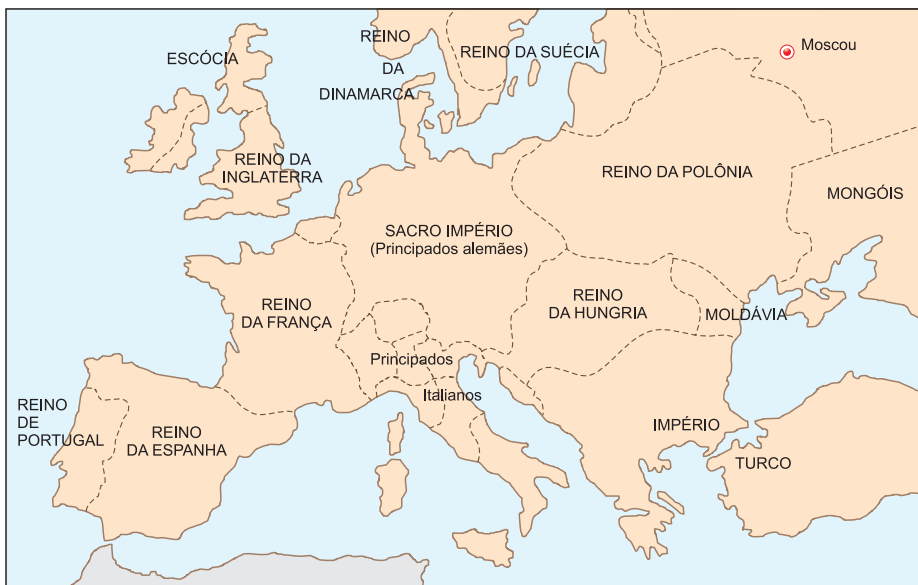 REINO
DA
DINAMARCA
REINO DA SUÉCIA
Moscou
ESCÓCIA
REINO DA
INGLATERRA
REINO DA POLÔNIA
MONGÓIS
SACRO IMPÉRIO
(Principados alemães)
REINO
DA FRANÇA
REINO
DA HUNGRIA
MOLDÁVIA
Principados
Italianos
REINO
DE
PORTUGAL
REINO
DA ESPANHA
IMPÉRIO
TURCO